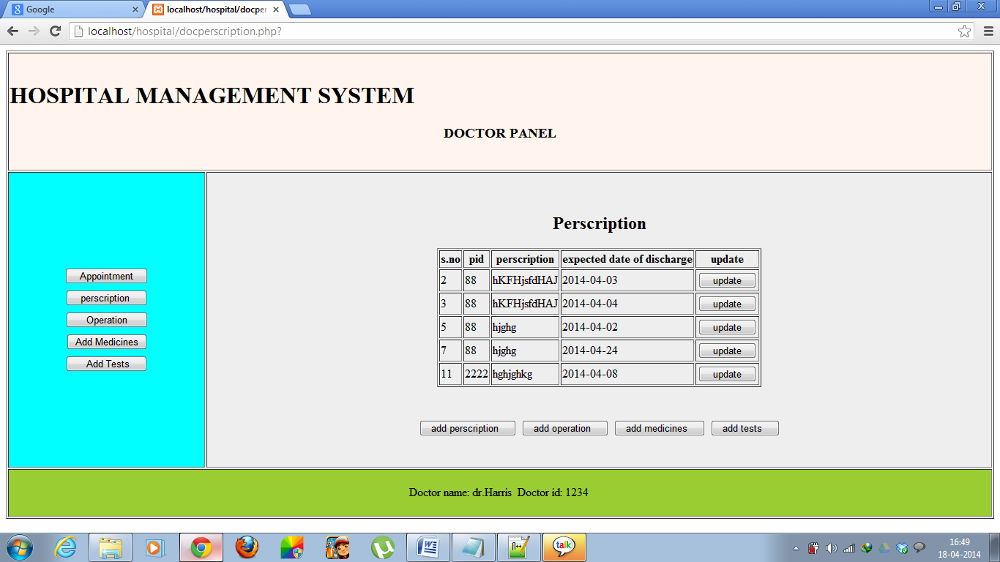 Google
localhost/hospital/docper
localhost/hospital/docperscription.php?
HOSPITAL MANAGEMENT SYSTEM
DOCTOR PANEL
Appointment
perscription
Operation
Add Medicines
Add Tests
Perscription
s.no pid perscription expected date of discharge update
2 88 hKFHjsfdHAJ 2014-04-03 update
3 88 hKFHjsfdHAJ 2014-04-04 update
5 88 hjghg 2014-04-02 update
7 88 hjghg 2014-04-24 update
11 2222 hghjghkg 2014-04-08 update
add perscription add operation add medicines add tests
Doctor name: dr.Harris Doctor id: 1234
talk
16:49
18-04-2014